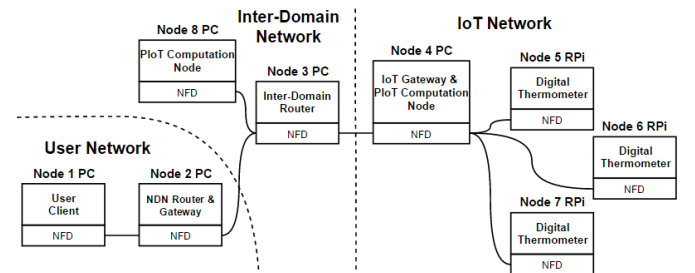 Inter-Domain
Network
IoT Network
Node 8 PC
PIoT Computation
Node
NFD
Node 3 PC
Inter-Domain
Router
NFD
Node 4 PC
IoT Gateway &
PIoT Computation
Node
NFD
Node 5 RPi
Digital
Thermometer
NFD
Node 6 RPi
Digital
Thermometer
NFD
User Network
Node 1 PC
User
Client
NFD
Node 2 PC
NDN Router &
Gateway
NFD
Node 7 RPi
Digital
Thermometer
NFD